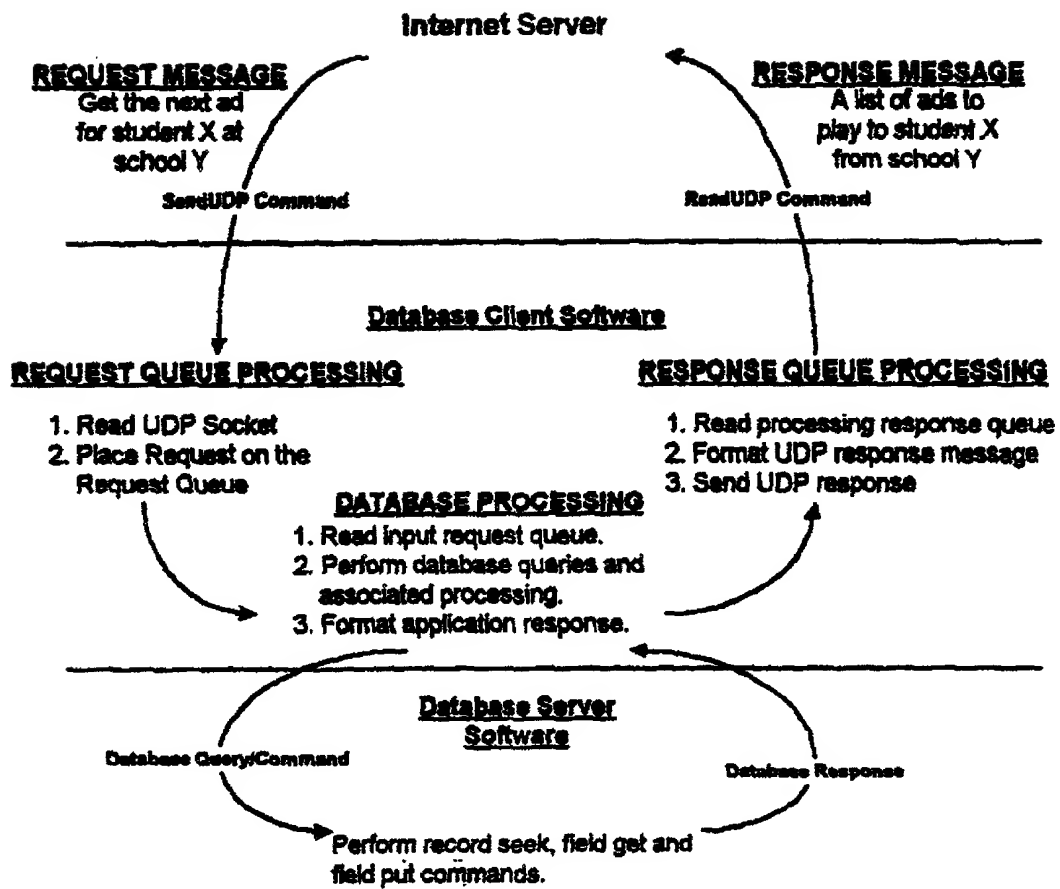 Internet Server
REQUEST MESSAGE
Get the next ad
for student X at
school Y
RESPONSE MESSAGE
A list of ads to
play to student X
from school Y
SendUDP Command
ReadUDP Command
Database Client Software
REQUEST QUEUE PROCESSING
1. Read UDP Socket
2. Place Request on the
Request Queue
RESPONSE QUEUE PROCESSING
1. Read processing response queue
2. Format UDP response message
3. Send UDP response
DATABASE PROCESSING
1. Read input request queue.
2. Perform database queries and
associated processing.
3. Format application response.
Database Server
Software
Database Query/Command
Database Response
Perform record seek, field get and
field put commands.